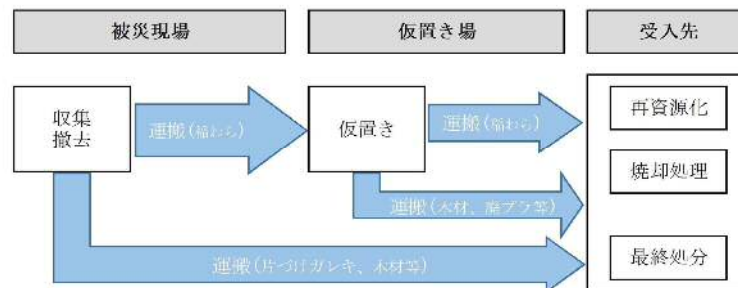 被災現場
仮置き場
受入先
収集
撤去
運搬(稲わら)
仮置き
運搬(稲わら)
再資源化
焼却処理
運搬(木材、廃プラ等)
最終処分
運搬(片づけガレキ、木材等)